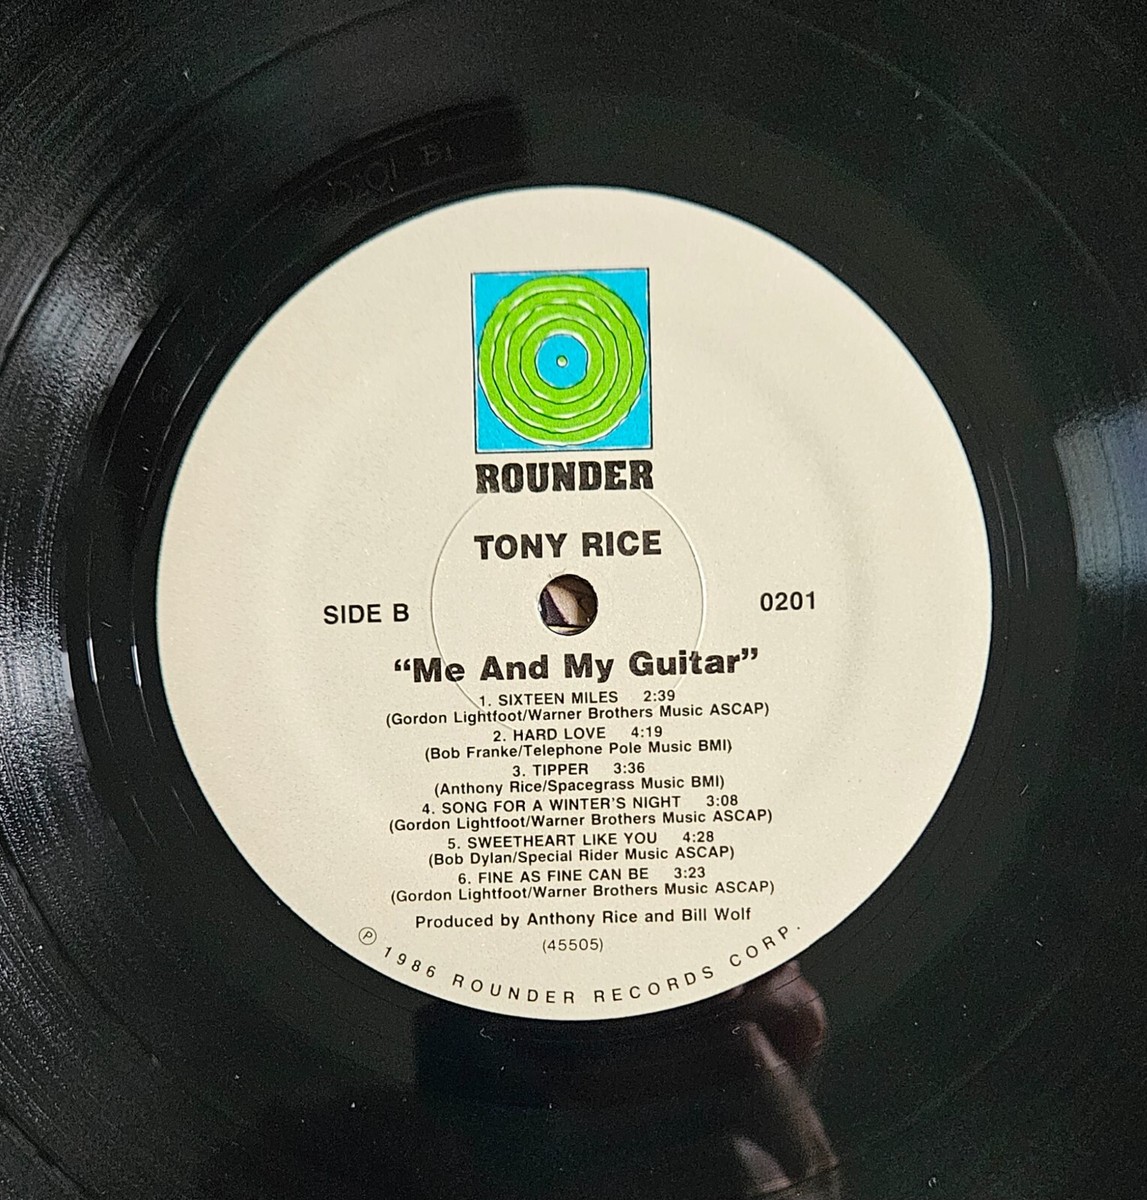 ROUNDER
TONY RICE
SIDE B
0201
“Me And My Guitar”
1. SIXTEEN MILES 2:39
(Gordon Lightfoot/Warner Brothers Music ASCAP)
2. HARD LOVE 4:19
(Bob Franke/Telephone Pole Music BMI)
3. TIPPER 3:36
(Anthony Rice/Spacegrass Music BMI)
4. SONG FOR A WINTER'S NIGHT 3:08
(Gordon Lightfoot/Warner Brothers Music ASCAP)
5. SWEETHEART LIKE YOU 4:28
(Bob Dylan/Special Rider Music ASCAP)
6. FINE AS FINE CAN BE 3:23
(Gordon Lightfoot/Warner Brothers Music ASCAP)
Produced by Anthony Rice and Bill Wolf
(45505)
℗ 1986 ROUNDER RECORDS CORP.